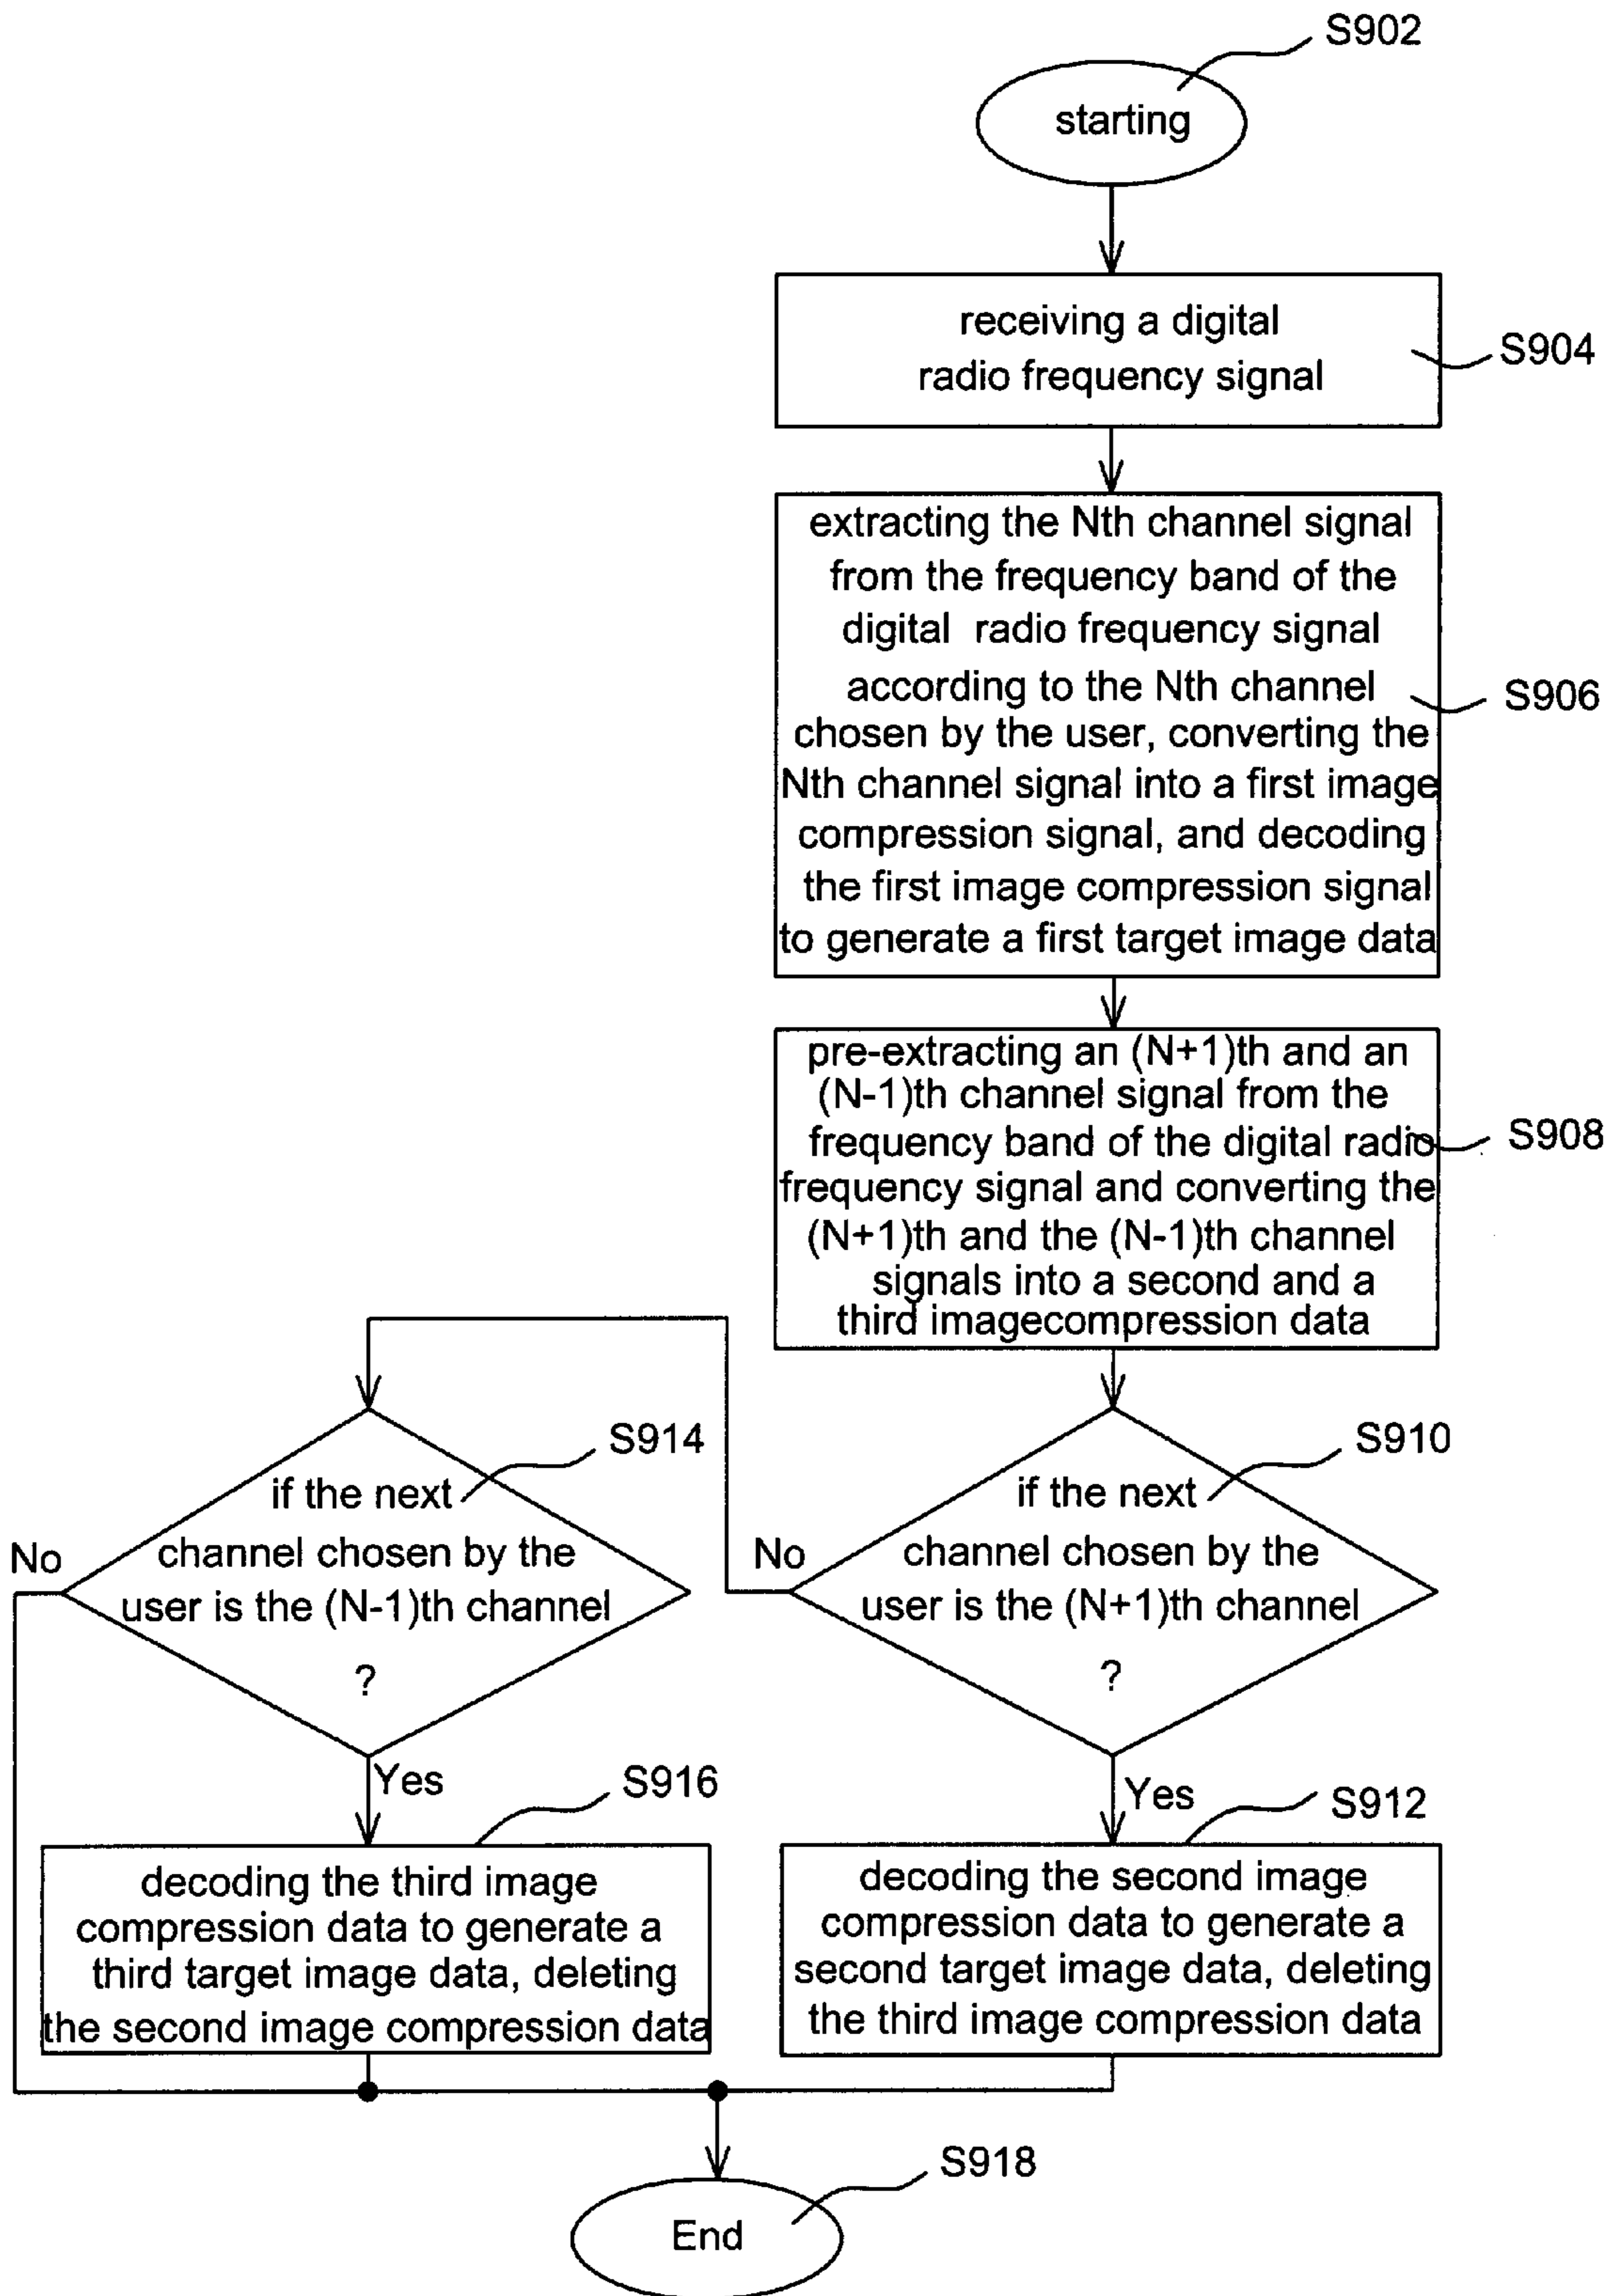 S902
starting
receiving a digital
radio frequency signal
S904
extracting the Nth channel signal
from the frequency band of the
digital radio frequency signal
according to the Nth channel
chosen by the user, converting the
Nth channel signal into a first image
compression signal, and decoding
the first image compression signal
to generate a first target image data
S906
pre-extracting an (N+1)th and an
(N-1)th channel signal from the
frequency band of the digital radio
frequency signal and converting the
(N+1)th and the (N-1)th channel
signals into a second and a
third imagecompression data
S908
S910
if the next
channel chosen by the
user is the (N+1)th channel
?
No
Yes
S914
if the next
channel chosen by the
user is the (N-1)th channel
?
No
Yes
S916
decoding the third image
compression data to generate a
third target image data, deleting
the second image compression data
S912
decoding the second image
compression data to generate a
second target image data, deleting
the third image compression data
S918
End